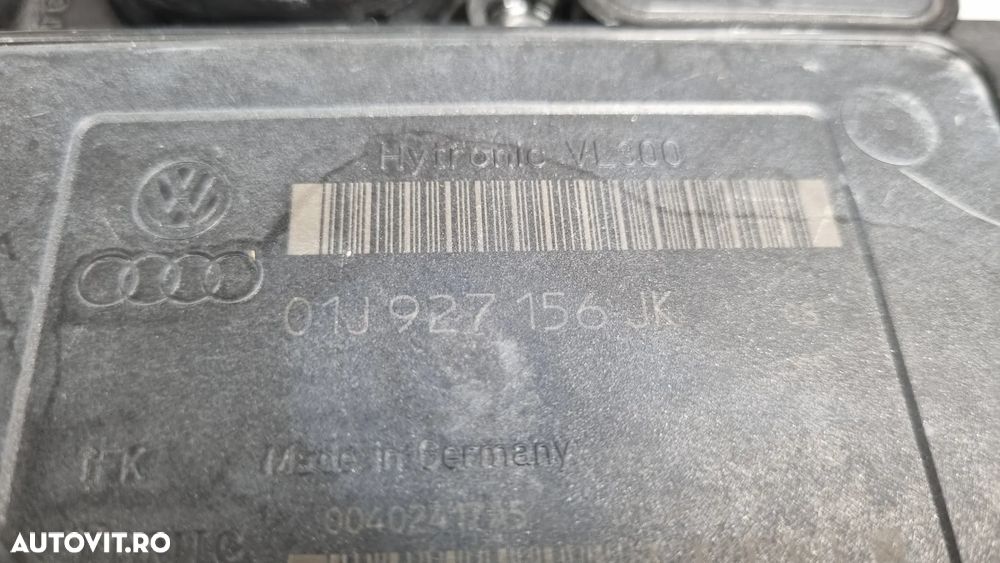 Hytronic VL300
01J 927 156 JK
Made in Germany
AUTOVIT.RO